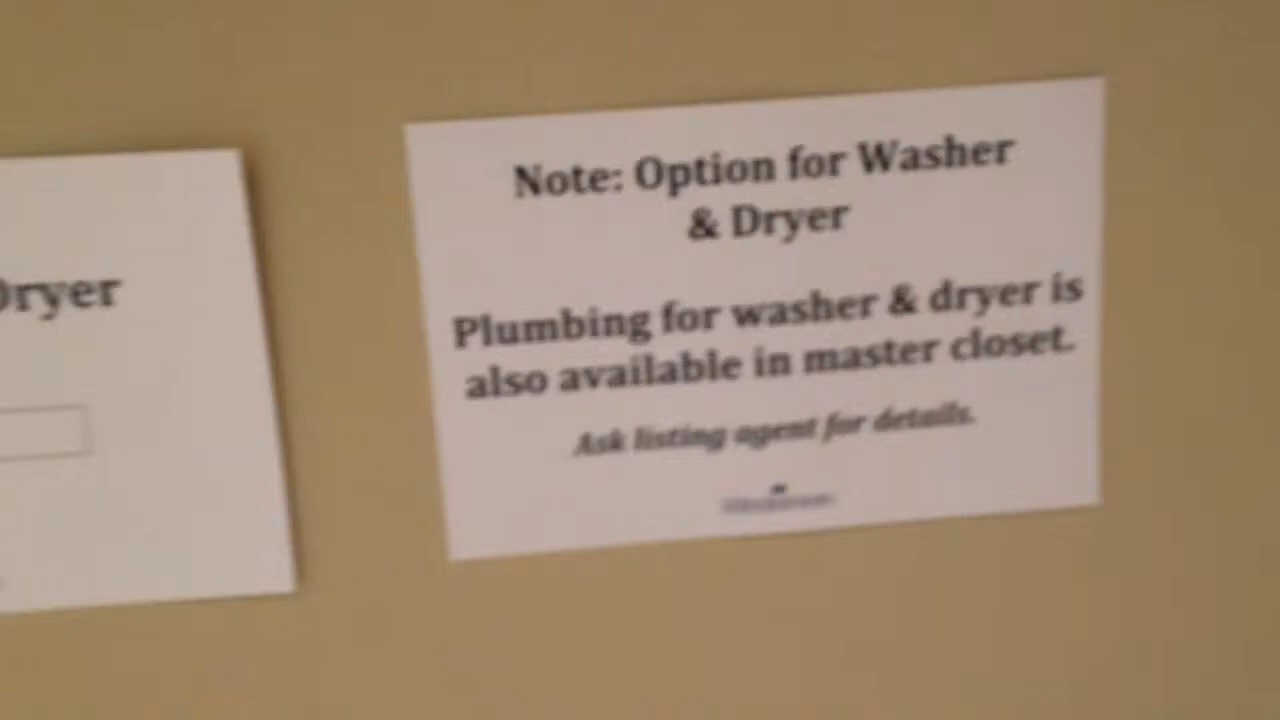 Dryer
Note: Option for Washer
& Dryer
Plumbing for washer & dryer is
also available in master closet.
Ask listing agent for details.